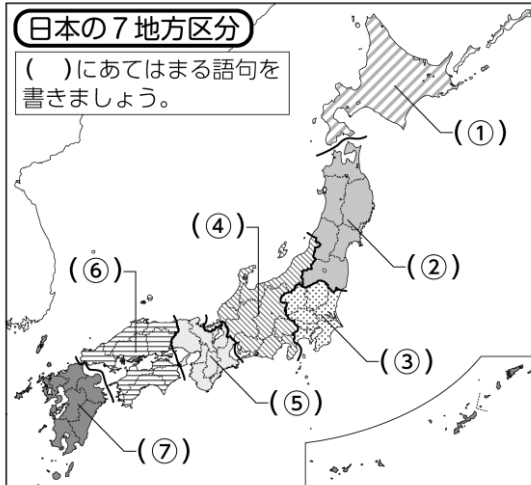 日本の7地方区分
(　)にあてはまる語句を
書きましょう。
(①)
(④)
(②)
(⑥)
(③)
(⑤)
(⑦)